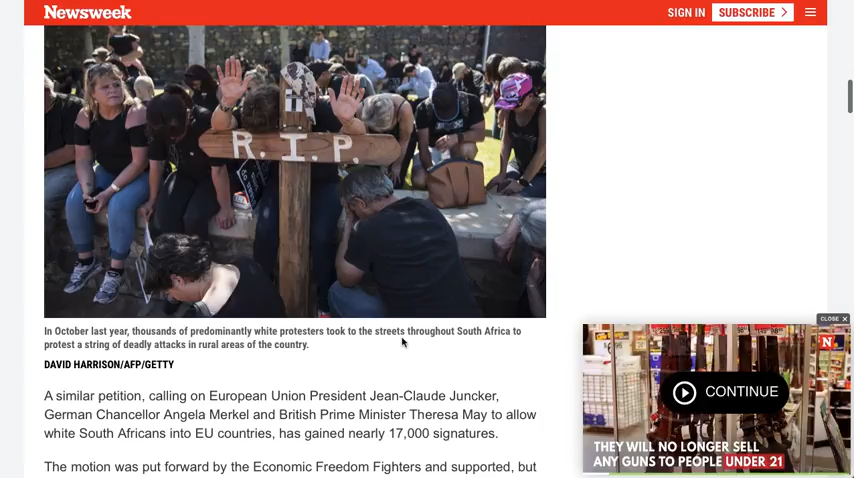 Newsweek
SIGN IN
SUBSCRIBE
R. I. P.
In October last year, thousands of predominantly white protesters took to the streets throughout South Africa to
protest a string of deadly attacks in rural areas of the country.
DAVID HARRISON/AFP/GETTY
A similar petition, calling on European Union President Jean-Claude Juncker,
German Chancellor Angela Merkel and British Prime Minister Theresa May to allow
white South Africans into EU countries, has gained nearly 17,000 signatures.
The motion was put forward by the Economic Freedom Fighters and supported, but
CLOSE
N
CONTINUE
THEY WILL NO LONGER SELL
ANY GUNS TO PEOPLE UNDER 21